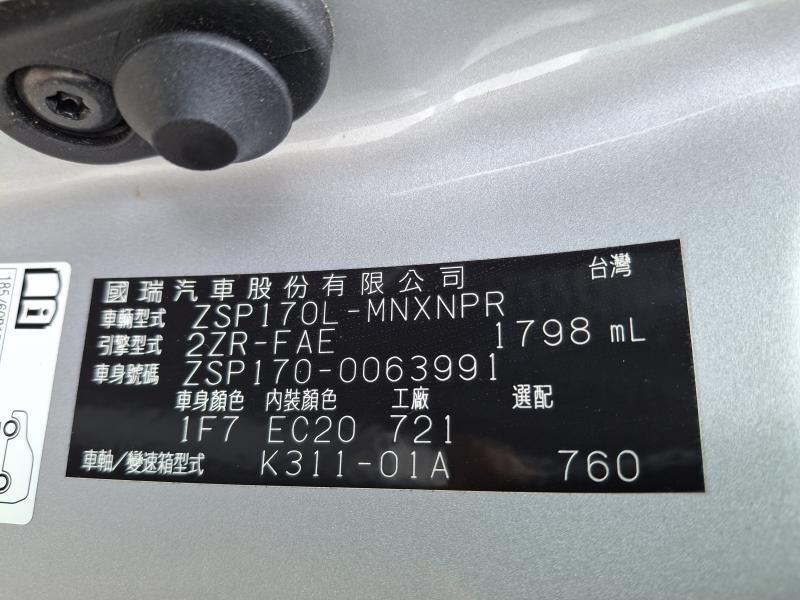 國瑞汽車股份有限公司 台灣
車輛型式 ZSP170L-MNXNPR
引擎型式 2ZR-FAE 1798 mL
車身號碼 ZSP170-0063991
車身顏色 內裝顏色 工廠 選配
1F7 EC20 721
車軸/變速箱型式 K311-01A 760